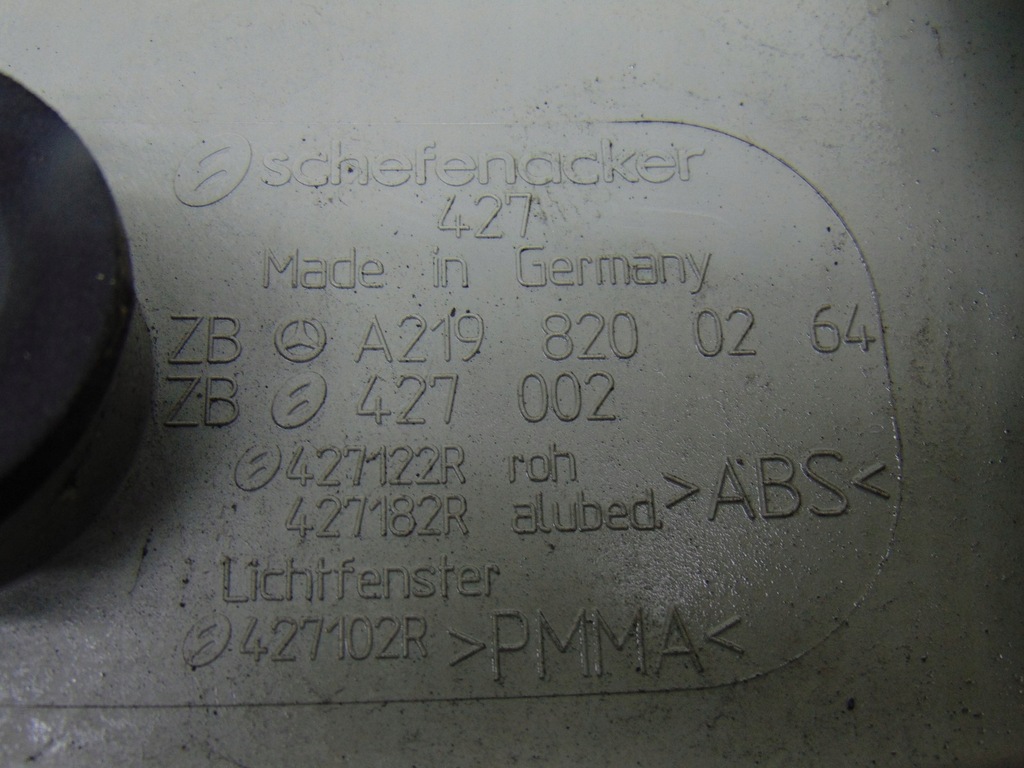 schefenacker
427
Made in Germany
ZB A219 820 02 64
ZB 427 002
427122R roh
427182R alubed. >ABS<
Lichtfenster
427102R >PMMA<